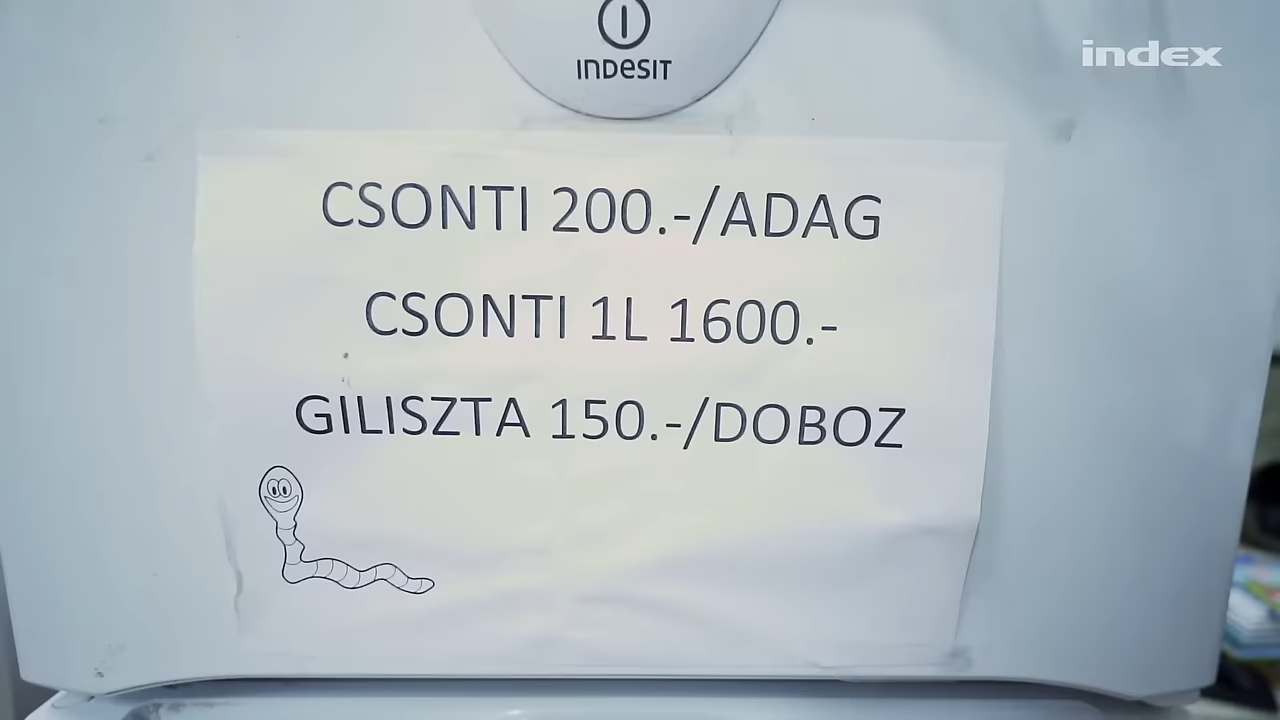 INDESIT
index
CSONTI 200.-/ADAG
CSONTI 1L 1600.-
GILISZTA 150.-/DOBOZ